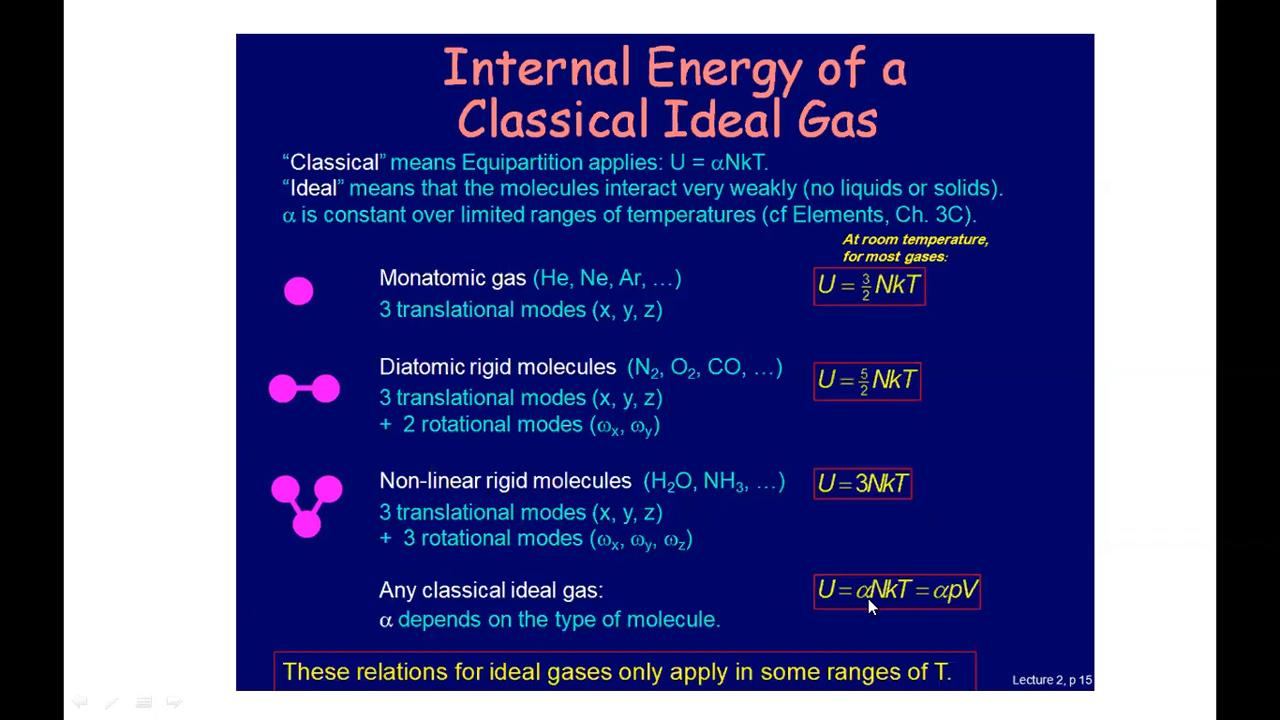 Internal Energy of a
Classical Ideal Gas
“Classical” means Equipartition applies: U = αNkT.
“Ideal” means that the molecules interact very weakly (no liquids or solids).
α is constant over limited ranges of temperatures (cf Elements, Ch. 3C).
At room temperature,
for most gases:
Monatomic gas (He, Ne, Ar, …)
U = 3/2 NkT
3 translational modes (x, y, z)
Diatomic rigid molecules (N₂, O₂, CO, …)
U = 5/2 NkT
3 translational modes (x, y, z)
+ 2 rotational modes (ωₓ, ωᵧ)
Non-linear rigid molecules (H₂O, NH₃, …)
U = 3NkT
3 translational modes (x, y, z)
+ 3 rotational modes (ωₓ, ωᵧ, ω_z)
Any classical ideal gas:
U = αNkT = αpV
α depends on the type of molecule.
These relations for ideal gases only apply in some ranges of T.
Lecture 2, p 15